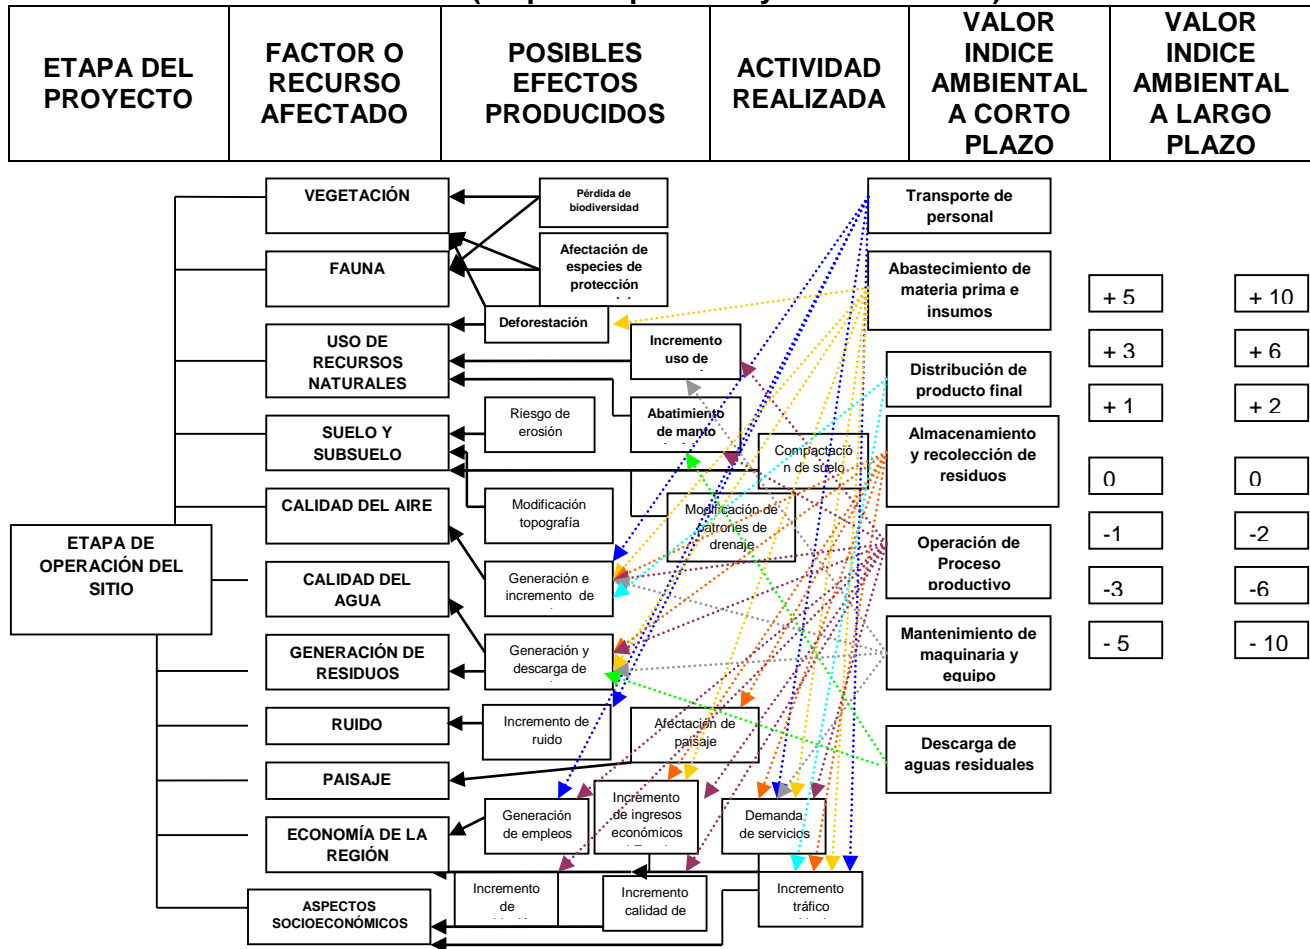 ETAPA DEL
PROYECTO
FACTOR O
RECURSO
AFECTADO
POSIBLES
EFECTOS
PRODUCIDOS
ACTIVIDAD
REALIZADA
VALOR
INDICE
AMBIENTAL
A CORTO
PLAZO
VALOR
INDICE
AMBIENTAL
A LARGO
PLAZO
ETAPA DE
OPERACIÓN DEL
SITIO
VEGETACIÓN
FAUNA
USO DE
RECURSOS
NATURALES
SUELO Y
SUBSUELO
CALIDAD DEL AIRE
CALIDAD DEL
AGUA
GENERACIÓN DE
RESIDUOS
RUIDO
PAISAJE
ECONOMÍA DE LA
REGIÓN
ASPECTOS
SOCIOECONÓMICOS
Pérdida de
biodiversidad
Afectación de
especies de
protección
Deforestación
Incremento
uso de
Riesgo de
erosión
Abatimiento
de manto
Compactació
n de suelo
Modificación
topografía
Modificación de
patrones de
drenaje
Generación e
incremento de
Generación y
descarga de
Incremento de
ruido
Afectación de
paisaje
Generación
de empleos
Incremento
de ingresos
económicos
Demanda
de servicios
Incremento
de
Incremento
calidad de
Incremento
tráfico
Transporte de
personal
Abastecimiento de
materia prima e
insumos
Distribución de
producto final
Almacenamiento
y recolección de
residuos
Operación de
Proceso
productivo
Mantenimiento de
maquinaria y
equipo
Descarga de
aguas residuales
+ 5
+ 3
+ 1
0
-1
-3
- 5
+ 10
+ 6
+ 2
0
-2
-6
- 10